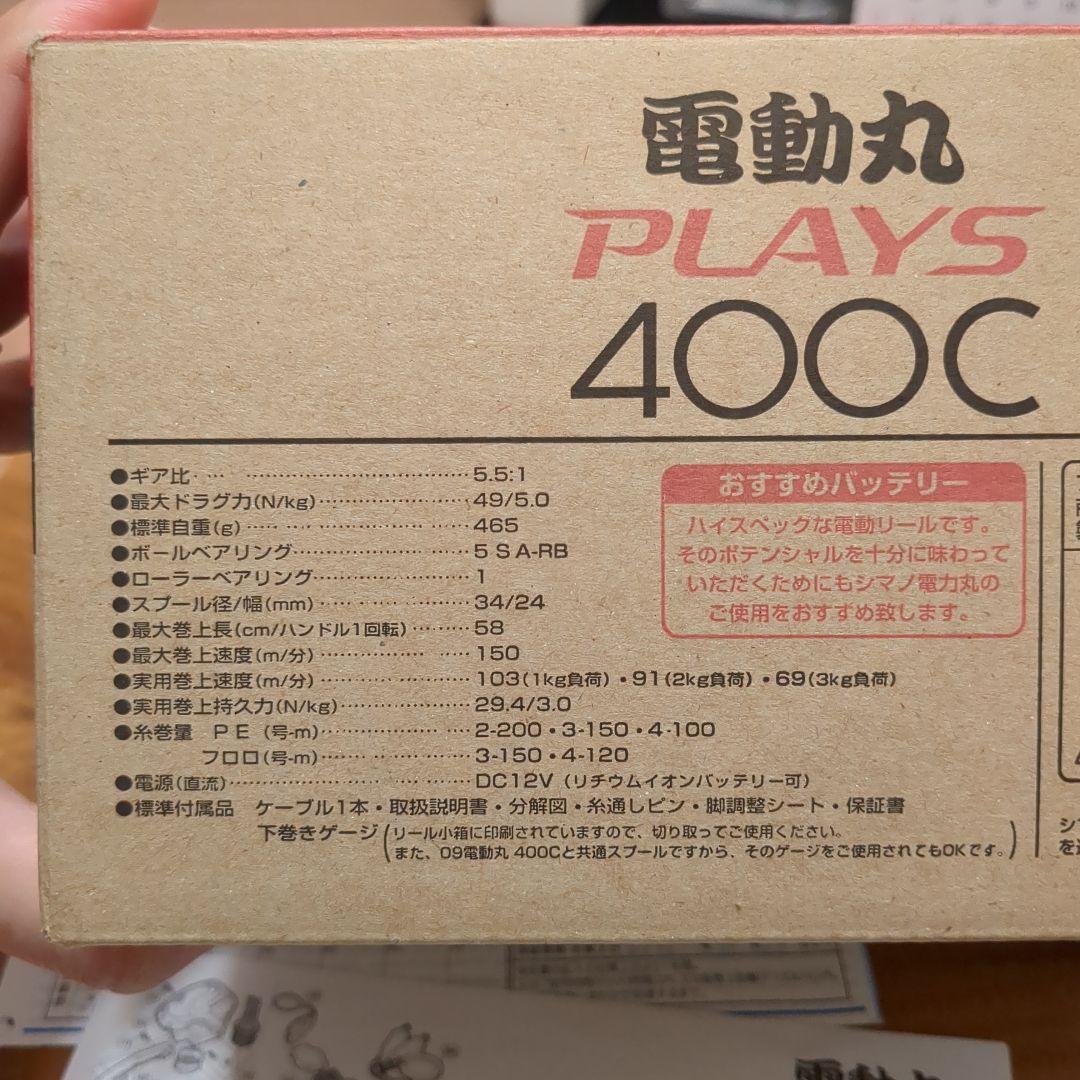 電動丸
PLAYS
400C
●ギア比 5.5:1
●最大ドラグ力(N/kg) 49/5.0
●標準自重(g) 465
●ボールベアリング 5 S A-RB
●ローラーベアリング 1
●スプール径/幅(mm) 34/24
●最大巻上長(cm/ハンドル1回転) 58
●最大巻上速度(m/分) 150
●実用巻上速度(m/分) 103(1kg負荷)・91(2kg負荷)・69(3kg負荷)
●実用巻上持久力(N/kg) 29.4/3.0
●糸巻量 PE (号-m) 2-200・3-150・4-100
フロロ(号-m) 3-150・4-120
●電源(直流) DC12V (リチウムイオンバッテリー可)
●標準付属品 ケーブル1本・取扱説明書・分解図・糸通しピン・脚調整シート・保証書
下巻きゲージ(リール小箱に印刷されていますので、切り取ってご使用ください。
また、09電動丸 400Cと共通スプールですから、そのゲージをご使用されてもOKです。)
おすすめバッテリー
ハイスペックな電動リールです。
そのポテンシャルを十分に味わって
いただくためにもシマノ電力丸の
ご使用をおすすめ致します。
シマ
を
電動丸